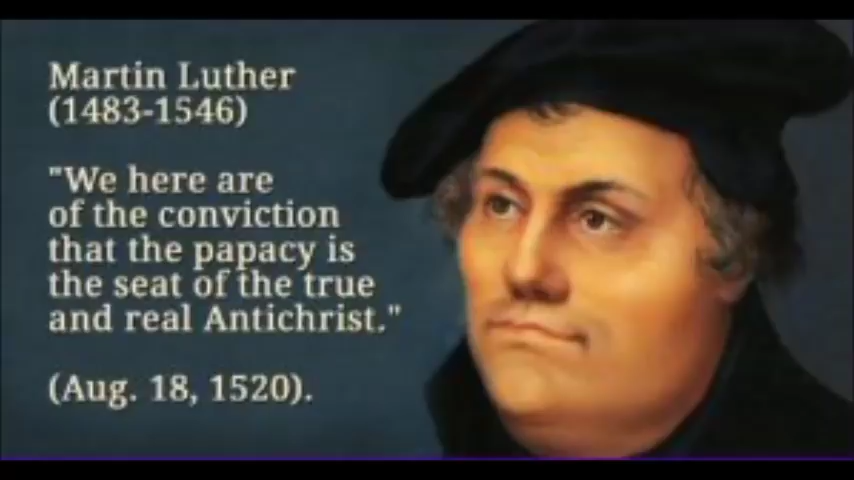 Martin Luther
(1483-1546)
"We here are
of the conviction
that the papacy is
the seat of the true
and real Antichrist."
(Aug. 18, 1520).